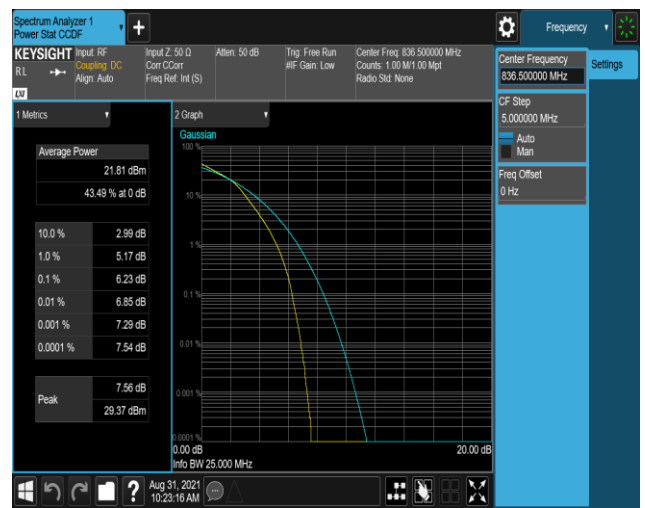 Spectrum Analyzer 1
Power Stat CCDF
+
Frequency
KEYSIGHT
RL
LXI
Input: RF
Coupling: DC
Align: Auto
Input Z: 50 Ω
Corr CCorr
Freq Ref: Int (S)
Atten: 50 dB
Trig: Free Run
#IF Gain: Low
Center Freq: 836.500000 MHz
Counts: 1.00 M/1.00 Mpt
Radio Std: None
Center Frequency
836.500000 MHz
Settings
CF Step
5.000000 MHz
Auto
Man
Freq Offset
0 Hz
1 Metrics
Average Power
21.81 dBm
43.49 % at 0 dB
10.0 % 2.99 dB
1.0 % 5.17 dB
0.1 % 6.23 dB
0.01 % 6.85 dB
0.001 % 7.29 dB
0.0001 % 7.54 dB
Peak 7.56 dB
29.37 dBm
2 Graph
Gaussian
100 %
10 %
1 %
0.1 %
0.01 %
0.001 %
0.0001 %
0.00 dB 20.00 dB
Info BW 25.000 MHz
?
Aug 31, 2021
10:23:16 AM